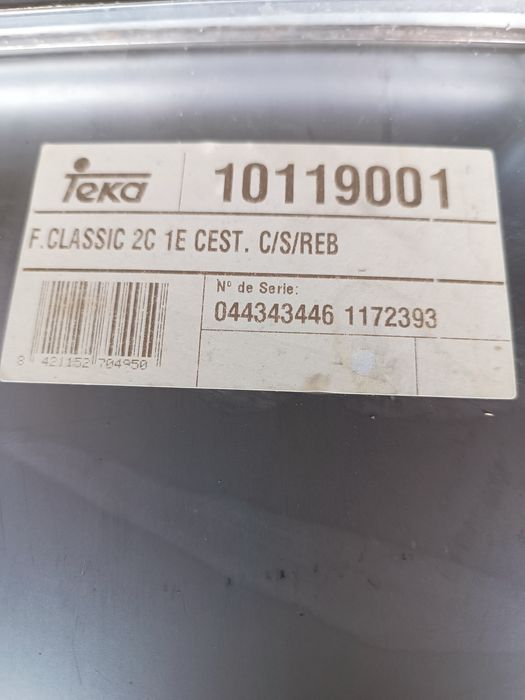 Teka
10119001
F.CLASSIC 2C 1E CEST. C/S/REB
Nº de Serie:
044343446 1172393
8 421152 704950